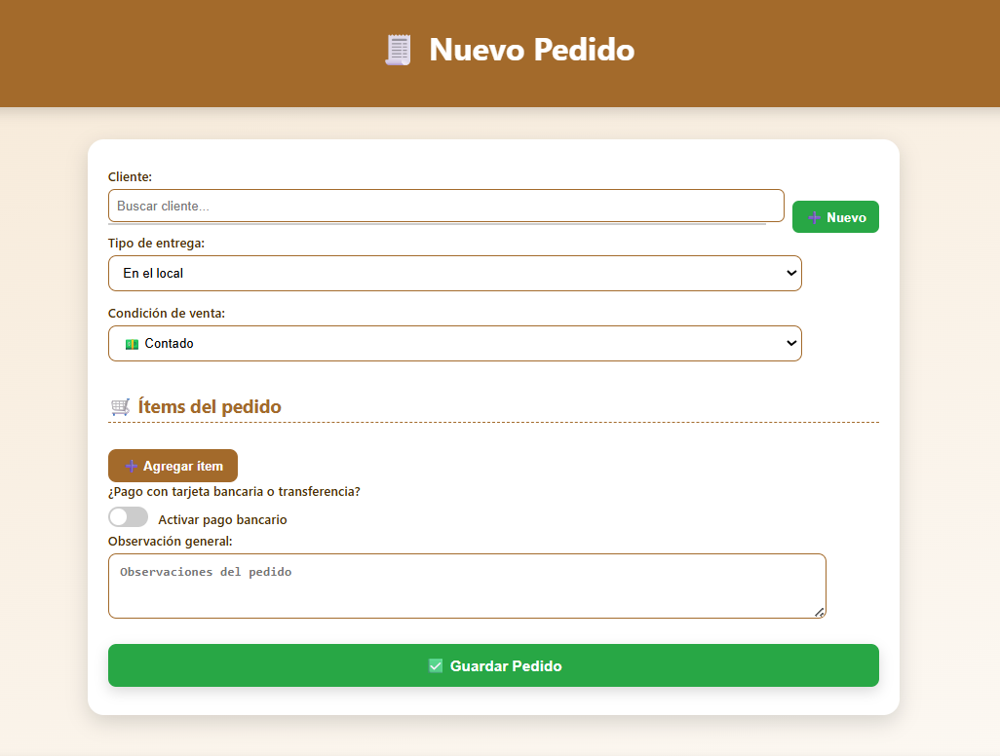 Nuevo Pedido
Cliente:
Buscar cliente...
Nuevo
Tipo de entrega:
En el local
Condición de venta:
Contado
Ítems del pedido
Agregar ítem
¿Pago con tarjeta bancaria o transferencia?
Activar pago bancario
Observación general:
Observaciones del pedido
Guardar Pedido